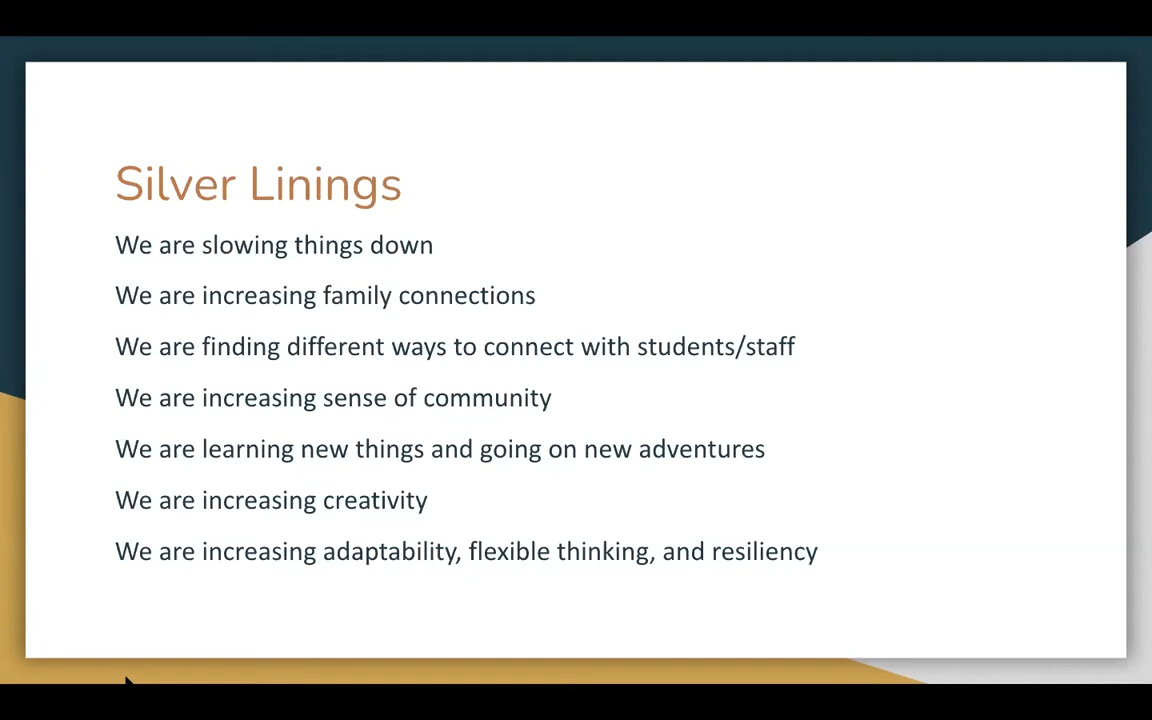 Silver Linings
We are slowing things down
We are increasing family connections
We are finding different ways to connect with students/staff
We are increasing sense of community
We are learning new things and going on new adventures
We are increasing creativity
We are increasing adaptability, flexible thinking, and resiliency